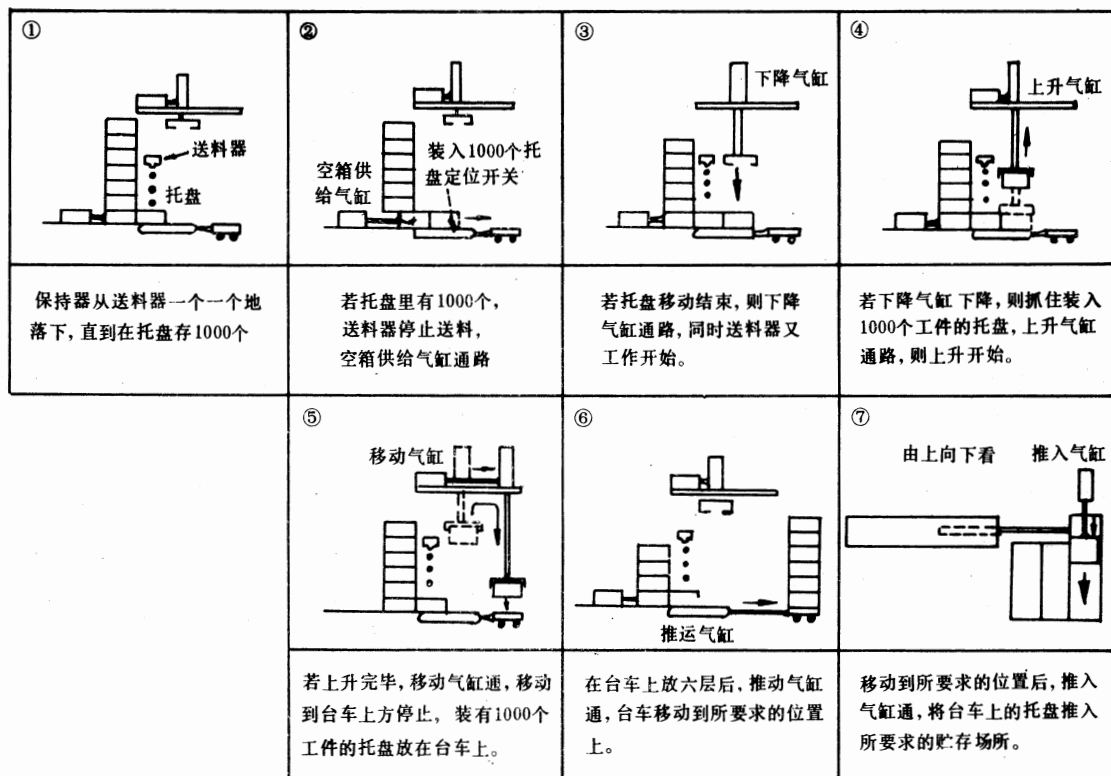 ①
送料器
托盘
保持器从送料器一个一个地
落下，直到在托盘存1000个
②
空箱供
给气缸
装入1000个托
盘定位开关
若托盘里有1000个，
送料器停止送料，
空箱供给气缸通路
③
下降气缸
若托盘移动结束，则下降
气缸通路，同时送料器又
工作开始。
④
上升气缸
若下降气缸下降，则抓住装入
1000个工件的托盘，上升气缸
通路，则上升开始。
⑤
移动气缸
若上升完毕，移动气缸通，移动
到台车上方停止，装有1000个
工件的托盘放在台车上。
⑥
推运气缸
在台车上放六层后，推动气缸
通，台车移动到所要求的位置
上。
⑦
由上向下看
推入气缸
移动到所要求的位置后，推入
气缸通，将台车上的托盘推入
所要求的贮存场所。